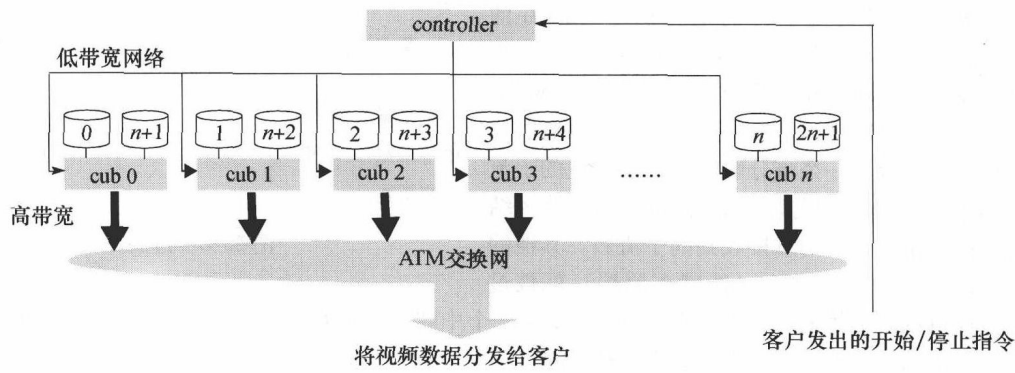 controller
低带宽网络
0 n+1 1 n+2 2 n+3 3 n+4 n 2n+1
cub 0 cub 1 cub 2 cub 3 …… cub n
高带宽
ATM交换网
客户发出的开始/停止指令
将视频数据分发给客户